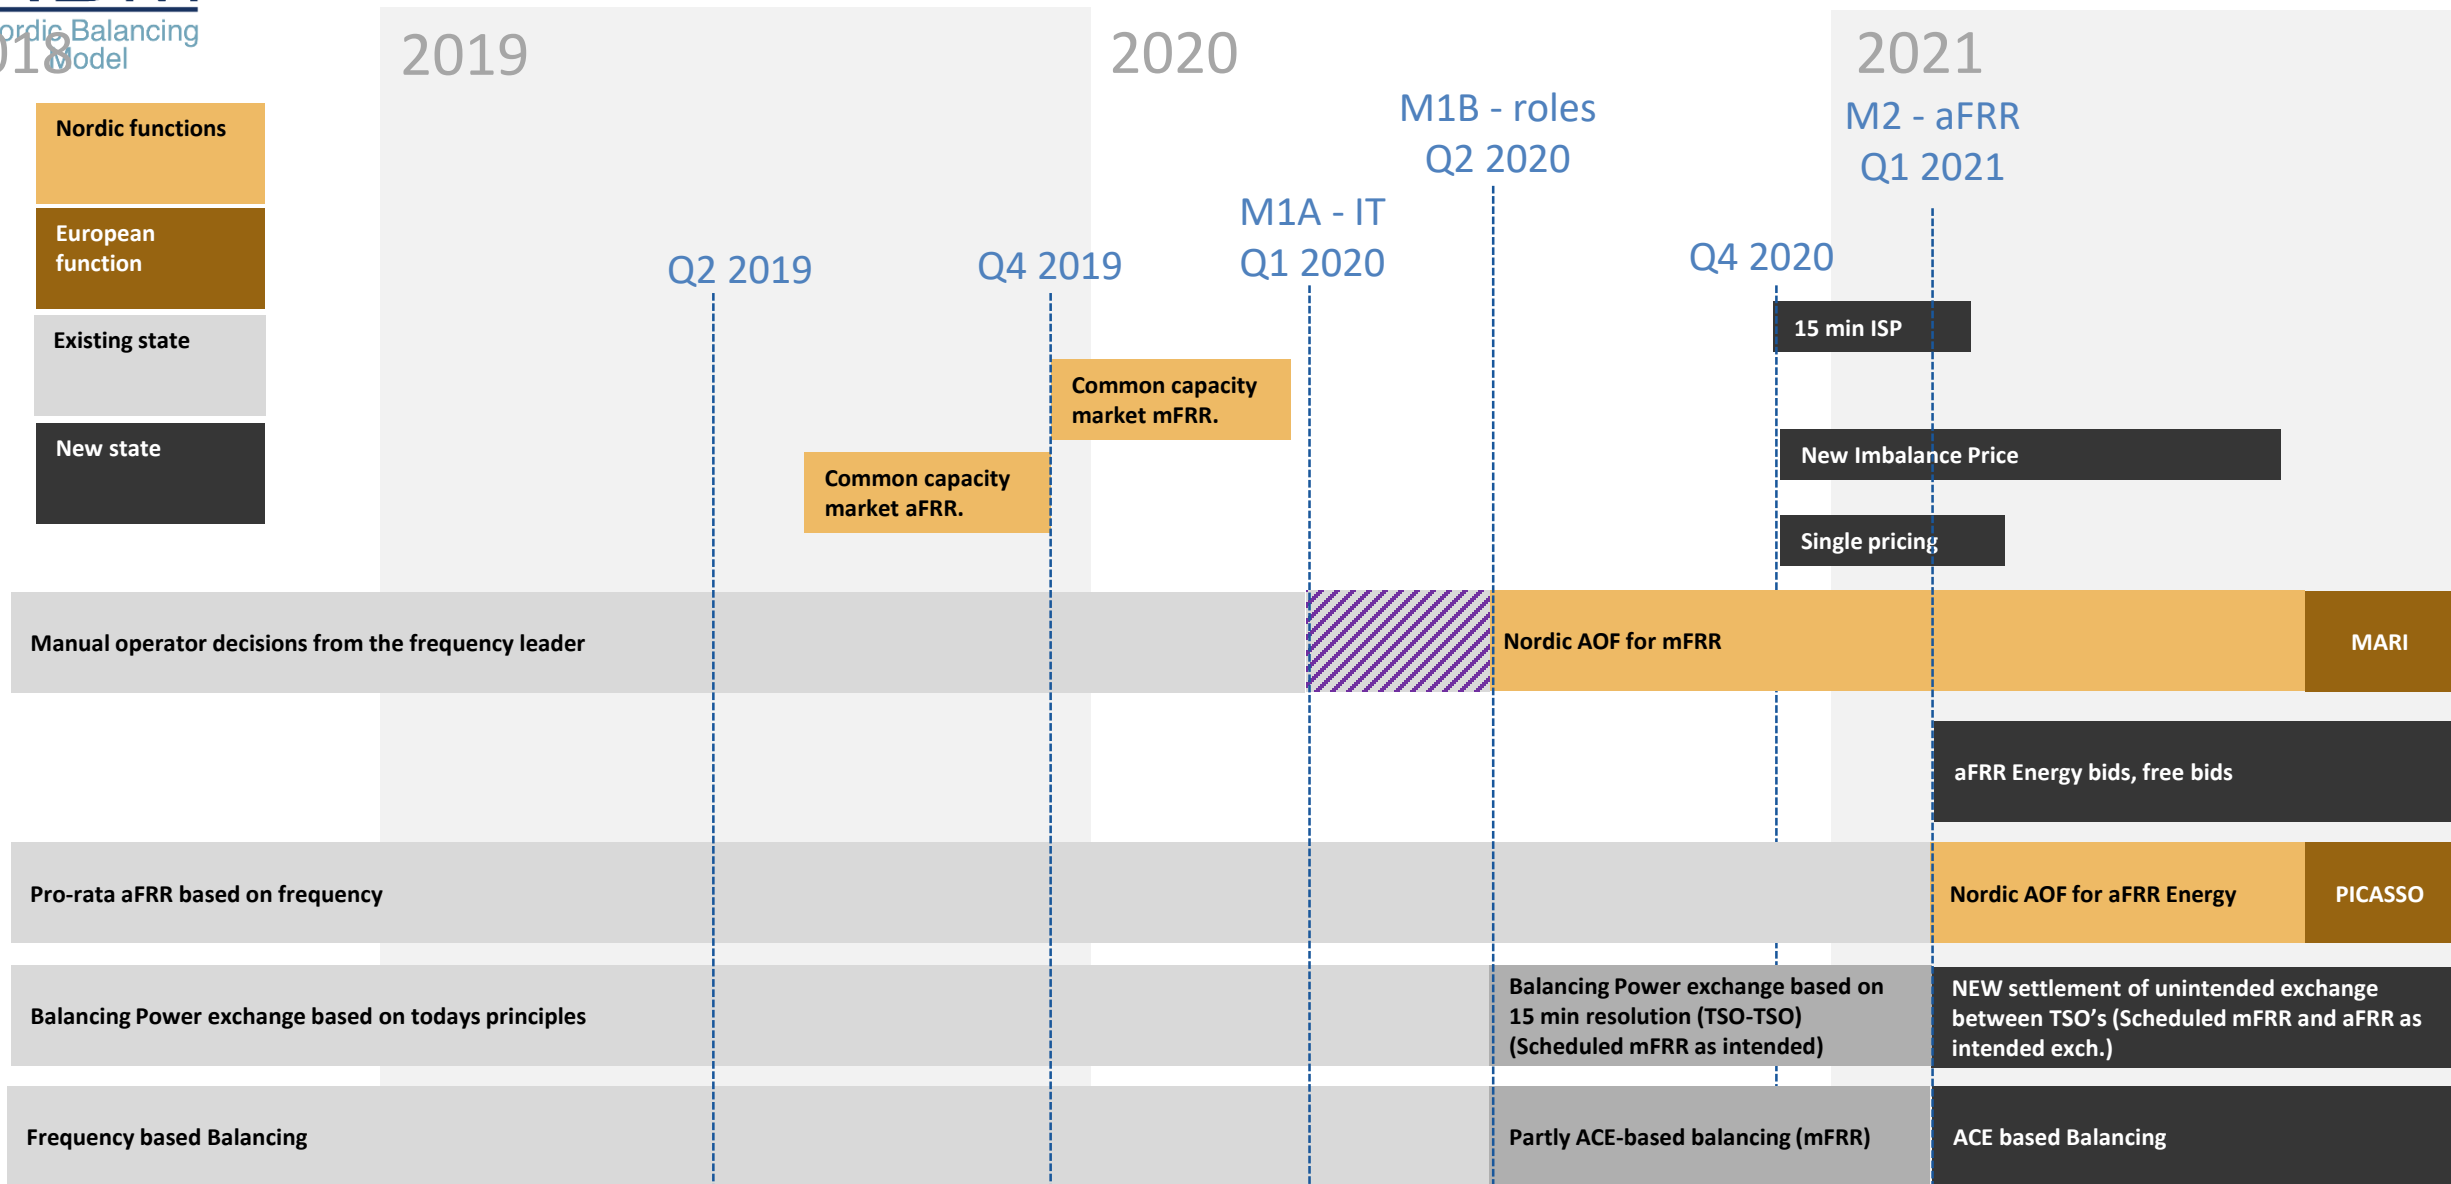 Nordic Balancing
Model
2019
2020
2021
M1B - roles
Q2 2020
M2 - aFRR
Q1 2021
M1A - IT
Q1 2020
Q2 2019
Q4 2019
Q4 2020
Nordic functions
European
function
Existing state
New state
15 min ISP
Common capacity
market mFRR.
New Imbalance Price
Common capacity
market aFRR.
Single pricing
Manual operator decisions from the frequency leader
Nordic AOF for mFRR
MARI
aFRR Energy bids, free bids
Pro-rata aFRR based on frequency
Nordic AOF for aFRR Energy
PICASSO
Balancing Power exchange based on todays principles
Balancing Power exchange based on
15 min resolution (TSO-TSO)
(Scheduled mFRR as intended)
NEW settlement of unintended exchange
between TSO's (Scheduled mFRR and aFRR as
intended exch.)
Frequency based Balancing
Partly ACE-based balancing (mFRR)
ACE based Balancing